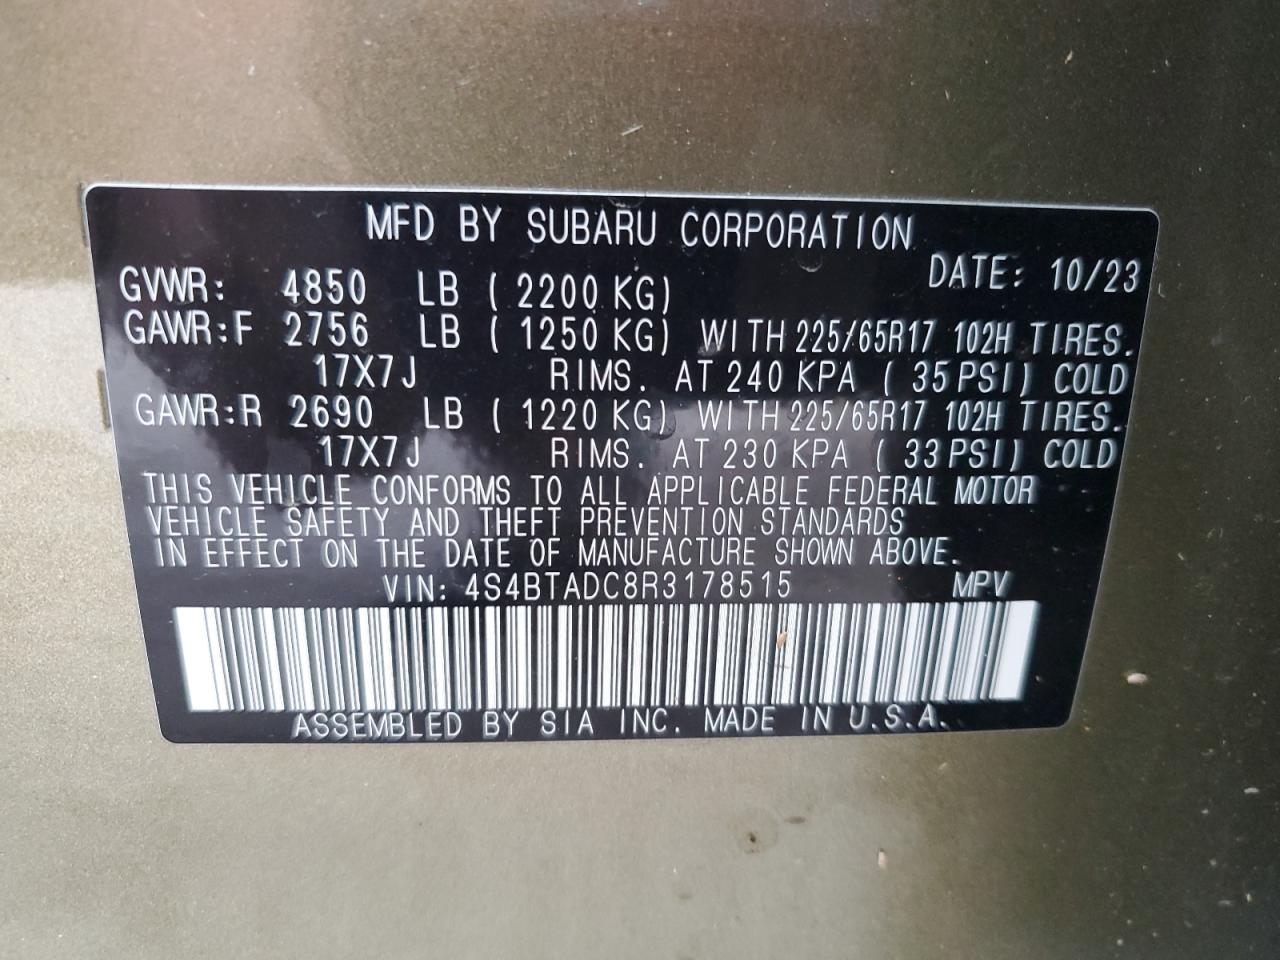 MFD BY SUBARU CORPORATION
DATE: 10/23
GVWR: 4850 LB ( 2200 KG)
GAWR:F 2756 LB ( 1250 KG) WITH 225/65R17 102H TIRES.
17X7J RIMS. AT 240 KPA ( 35 PSI) COLD
GAWR:R 2690 LB ( 1220 KG) WITH 225/65R17 102H TIRES.
17X7J RIMS. AT 230 KPA ( 33 PSI) COLD
THIS VEHICLE CONFORMS TO ALL APPLICABLE FEDERAL MOTOR
VEHICLE SAFETY AND THEFT PREVENTION STANDARDS
IN EFFECT ON THE DATE OF MANUFACTURE SHOWN ABOVE.
VIN: 4S4BTADC8R3178515 MPV
ASSEMBLED BY SIA INC. MADE IN U.S.A.